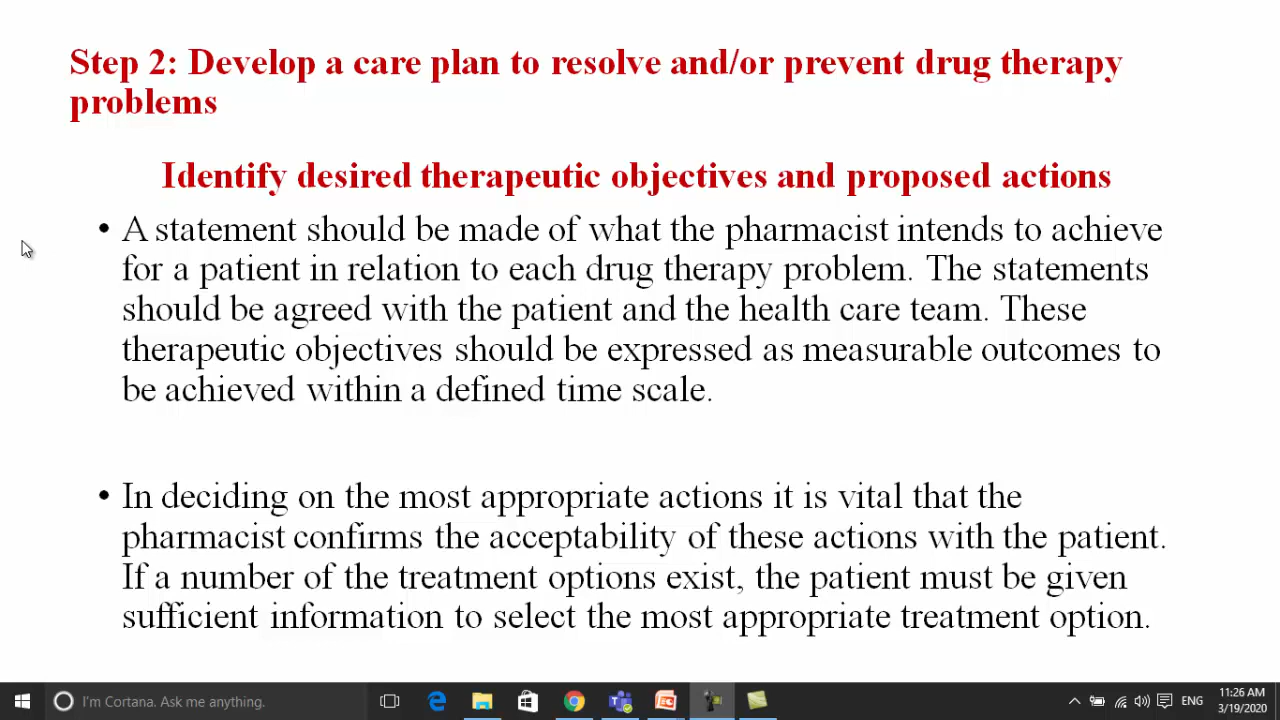 Step 2: Develop a care plan to resolve and/or prevent drug therapy
problems
Identify desired therapeutic objectives and proposed actions
• A statement should be made of what the pharmacist intends to achieve
for a patient in relation to each drug therapy problem. The statements
should be agreed with the patient and the health care team. These
therapeutic objectives should be expressed as measurable outcomes to
be achieved within a defined time scale.
• In deciding on the most appropriate actions it is vital that the
pharmacist confirms the acceptability of these actions with the patient.
If a number of the treatment options exist, the patient must be given
sufficient information to select the most appropriate treatment option.
I'm Cortana. Ask me anything.
ENG
11:26 AM
3/19/2020